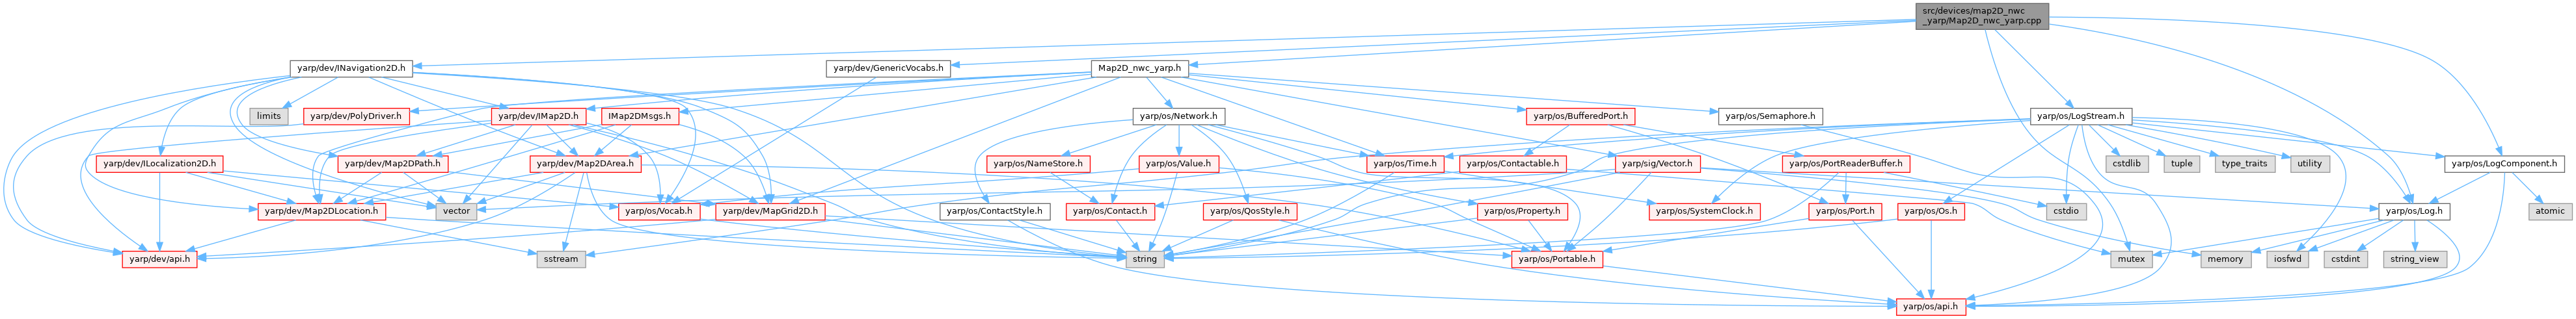 src/devices/map2D_nwc
_yarp/Map2D_nwc_yarp.cpp
yarp/dev/INavigation2D.h
yarp/dev/GenericVocabs.h
Map2D_nwc_yarp.h
limits
yarp/dev/PolyDriver.h
yarp/dev/IMap2D.h
IMap2DMsgs.h
yarp/os/Network.h
yarp/os/BufferedPort.h
yarp/os/Semaphore.h
yarp/os/LogStream.h
yarp/dev/ILocalization2D.h
yarp/dev/Map2DPath.h
yarp/dev/Map2DArea.h
yarp/os/NameStore.h
yarp/os/Value.h
yarp/os/Time.h
yarp/os/Contactable.h
yarp/sig/Vector.h
yarp/os/PortReaderBuffer.h
cstdlib
tuple
type_traits
utility
yarp/os/LogComponent.h
yarp/dev/Map2DLocation.h
vector
yarp/os/Vocab.h
yarp/dev/MapGrid2D.h
yarp/os/ContactStyle.h
yarp/os/Contact.h
yarp/os/QosStyle.h
yarp/os/Property.h
yarp/os/SystemClock.h
yarp/os/Port.h
yarp/os/Os.h
cstdio
yarp/os/Log.h
atomic
yarp/dev/api.h
sstream
string
yarp/os/Portable.h
mutex
memory
iosfwd
cstdint
string_view
yarp/os/api.h